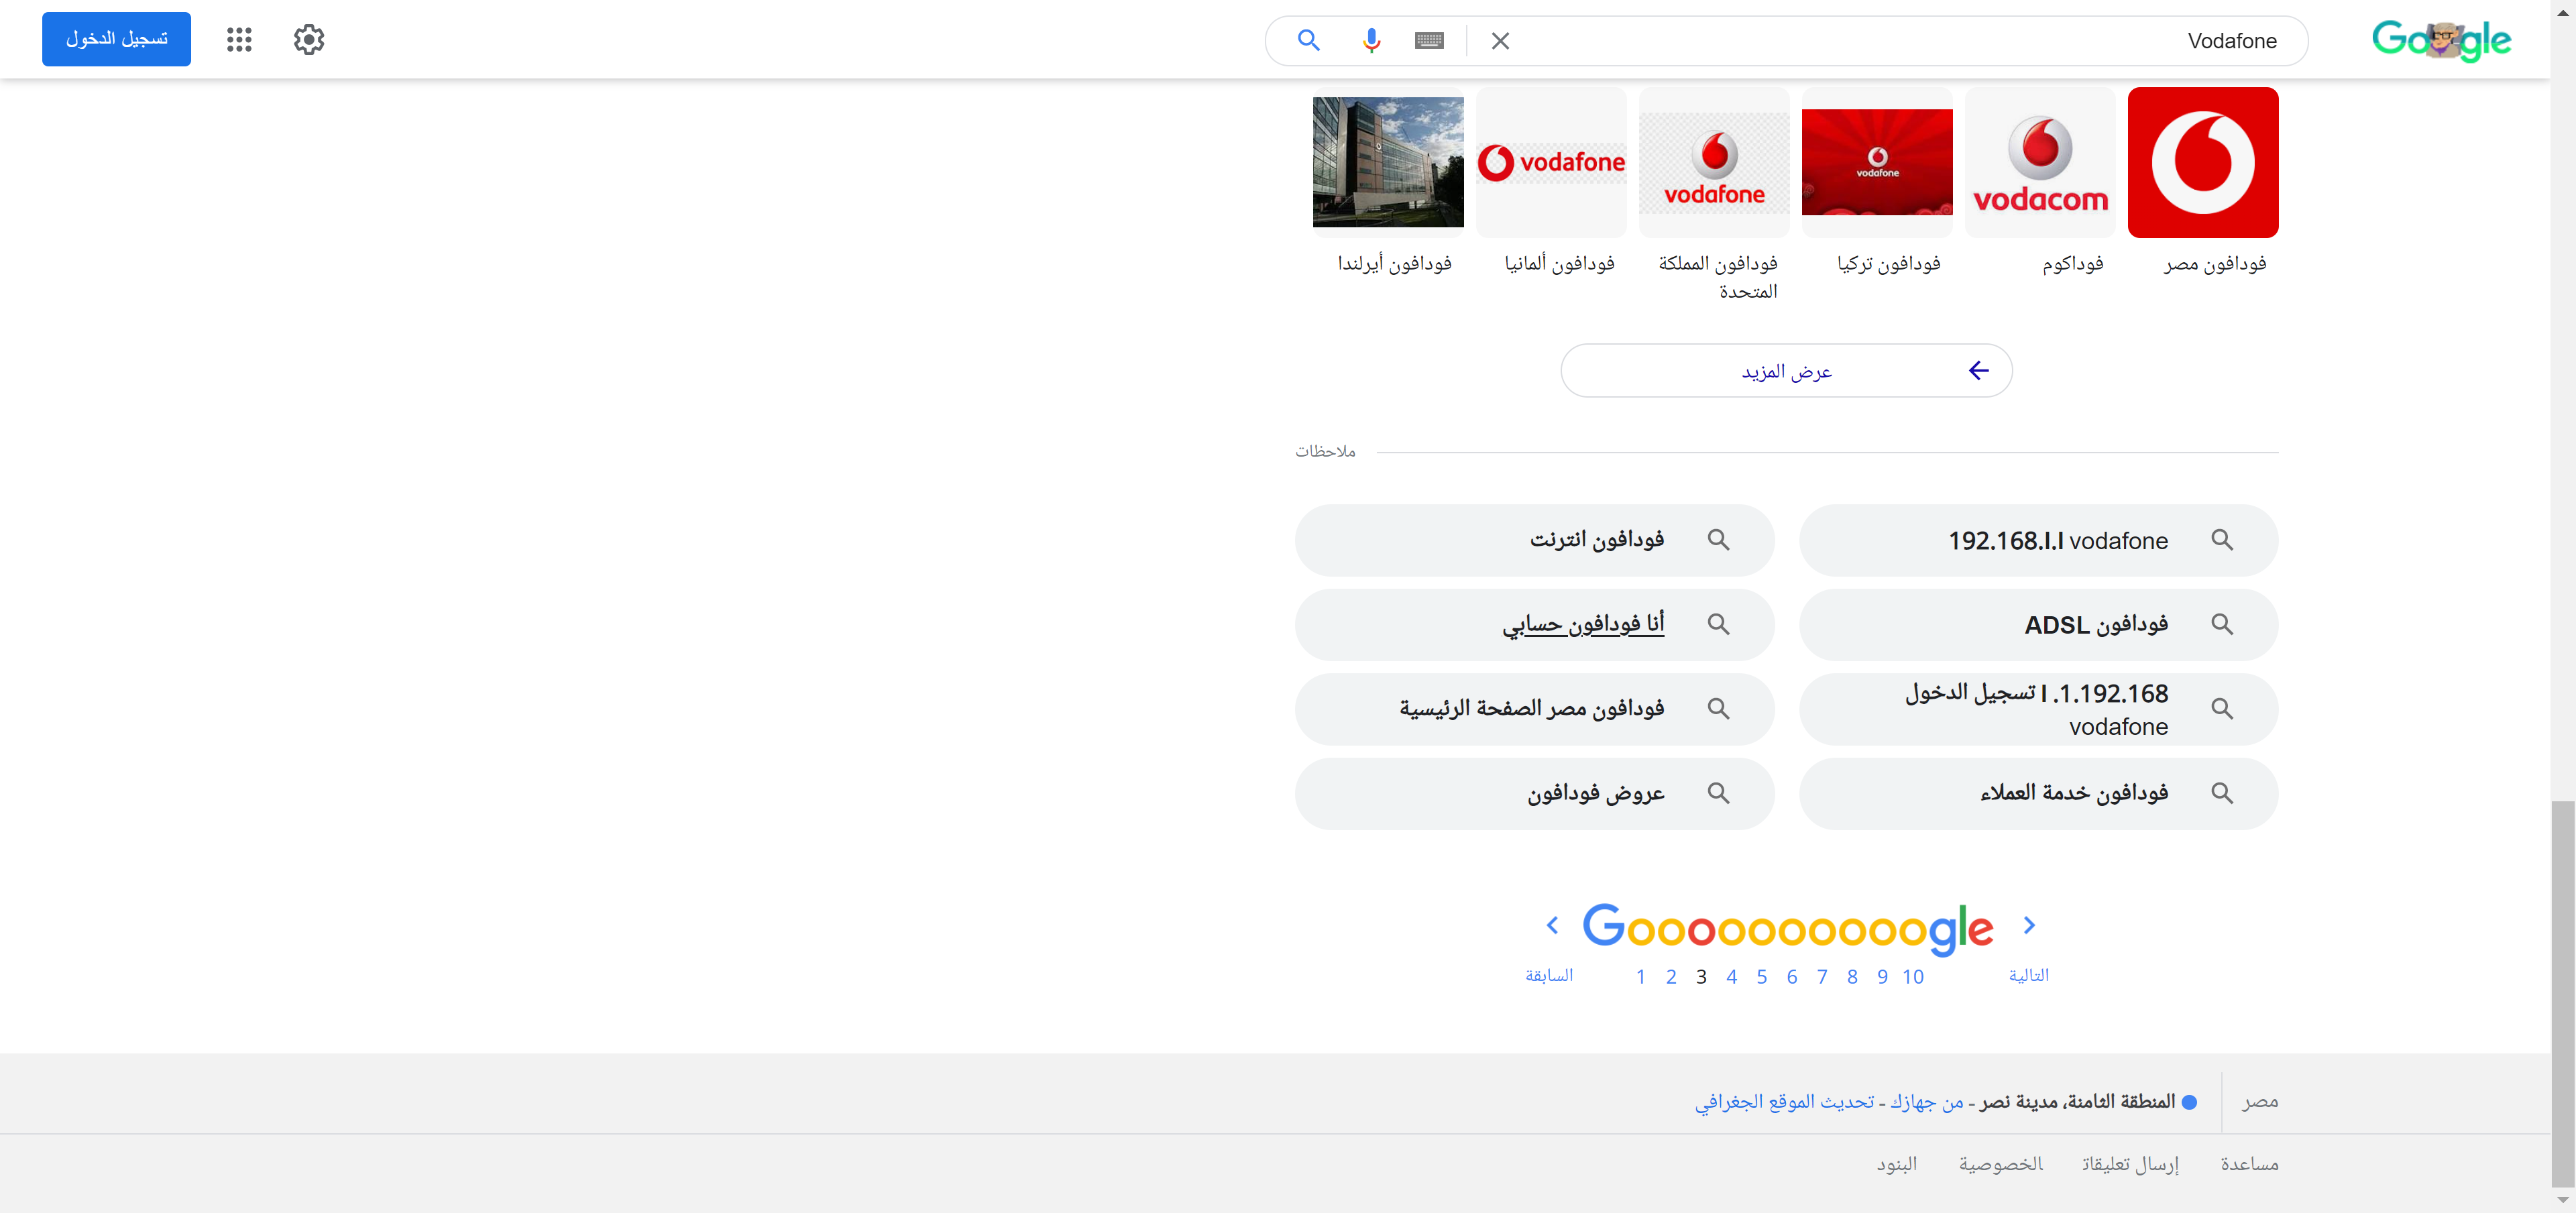 Google
Vodafone
تسجيل الدخول
vodacom
vodafone
vodafone
vodafone
فودافون مصر
فوداكوم
فودافون تركيا
فودافون المملكة
المتحدة
فودافون ألمانيا
فودافون أيرلندا
عرض المزيد
ملاحظات
192.168.l.l vodafone
فودافون انترنت
فودافون ADSL
أنا فودافون حسابي
192.168.1. l تسجيل الدخول
vodafone
فودافون مصر الصفحة الرئيسية
فودافون خدمة العملاء
عروض فودافون
Goooooooooogle
السابقة 1 2 3 4 5 6 7 8 9 10 التالية
مصر
المنطقة الثامنة، مدينة نصر - من جهازك - تحديث الموقع الجغرافي
مساعدة إرسال تعليقات الخصوصية البنود